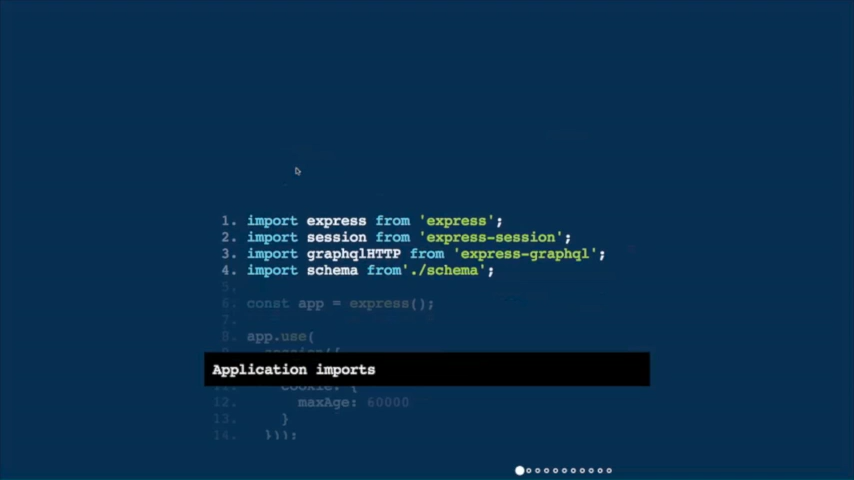 1. import express from 'express';
2. import session from 'express-session';
3. import graphqlHTTP from 'express-graphql';
4. import schema from'./schema';
5.
6. const app = express();
7.
8. app.use(
Application imports
12. maxAge: 60000
13. }
14. }));